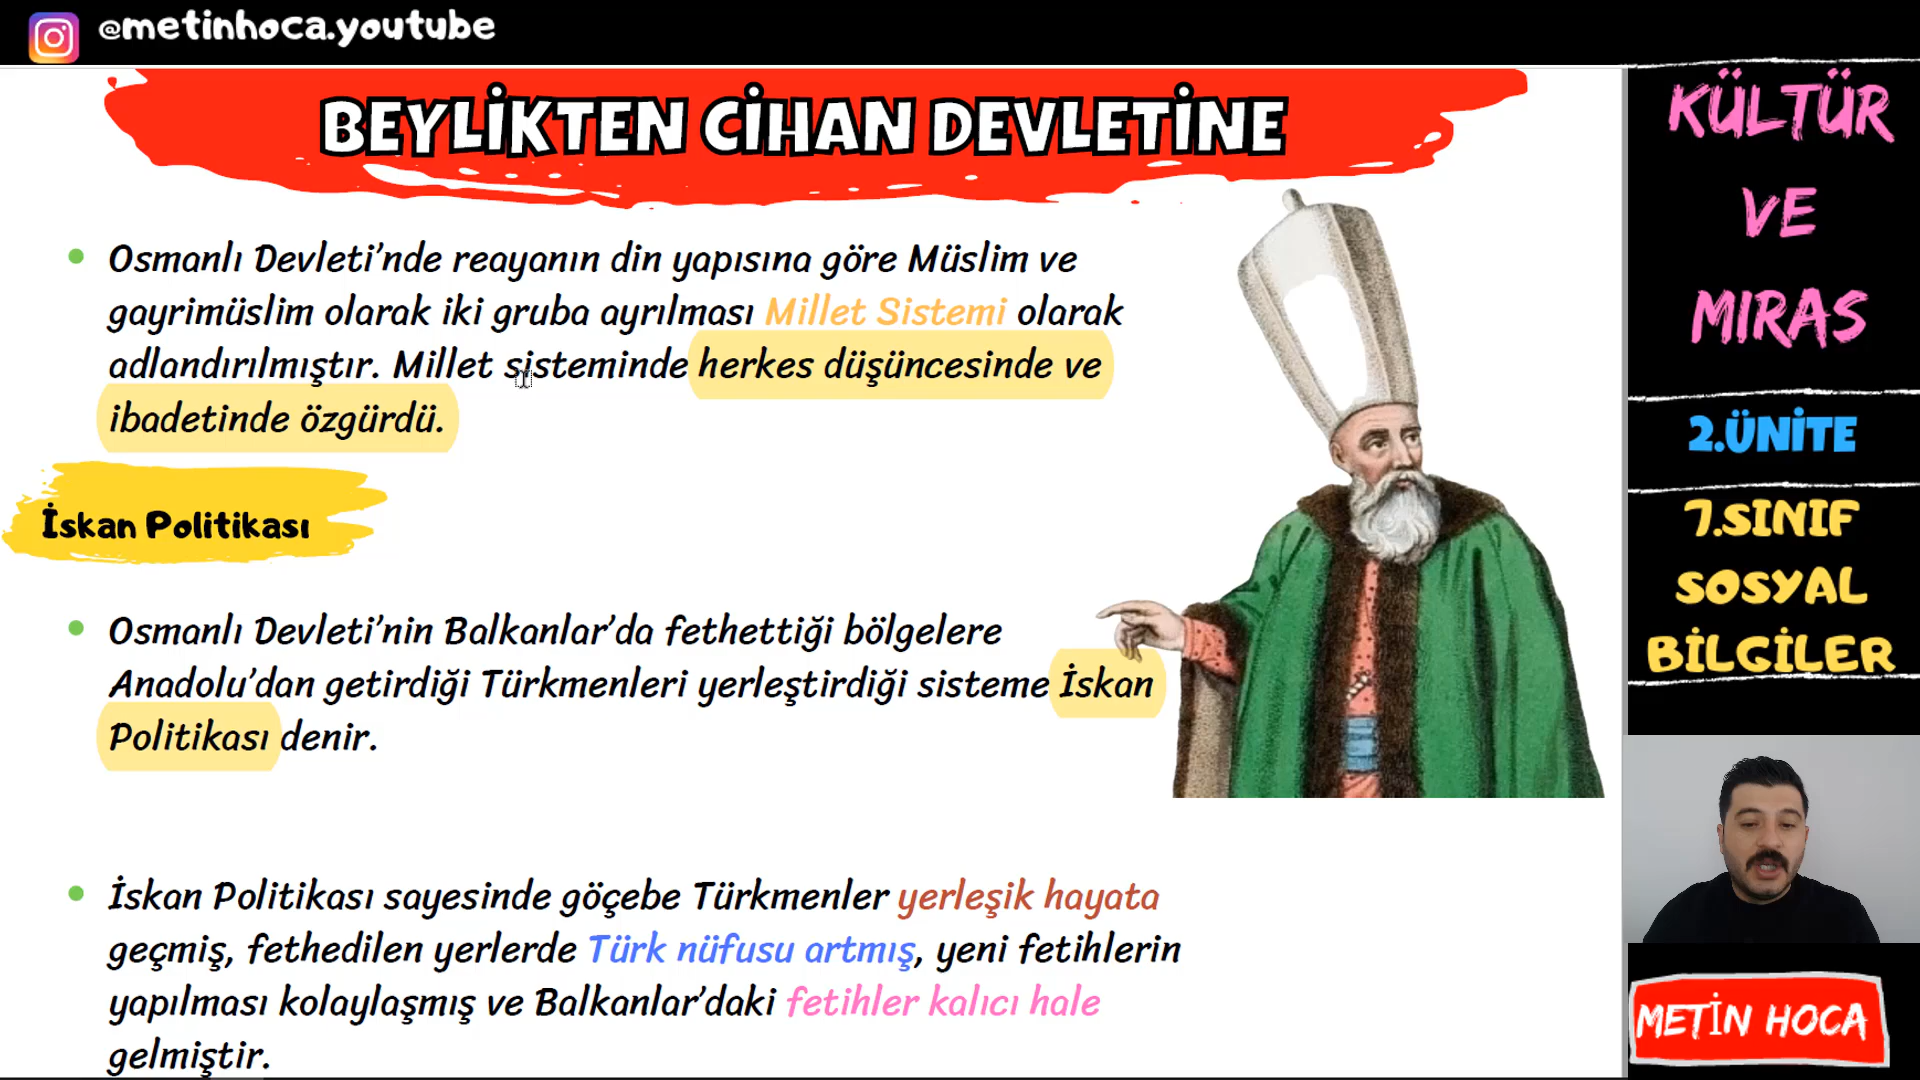 @metinhoca.youtube
BEYLİKTEN CİHAN DEVLETİNE
Osmanlı Devleti'nde reayanın din yapısına göre Müslim ve
gayrimüslim olarak iki gruba ayrılması Millet Sistemi olarak
adlandırılmıştır. Millet sisteminde herkes düşüncesinde ve
ibadetinde özgürdü.
İskan Politikası
Osmanlı Devleti'nin Balkanlar'da fethettiği bölgelere
Anadolu'dan getirdiği Türkmenleri yerleştirdiği sisteme İskan
Politikası denir.
İskan Politikası sayesinde göçebe Türkmenler yerleşik hayata
geçmiş, fethedilen yerlerde Türk nüfusu artmış, yeni fetihlerin
yapılması kolaylaşmış ve Balkanlar'daki fetihler kalıcı hale
gelmiştir.
KÜLTÜR
VE
MIRAS
2.ÜNİTE
7.SINIF
SOSYAL
BİLGİLER
METİN HOCA